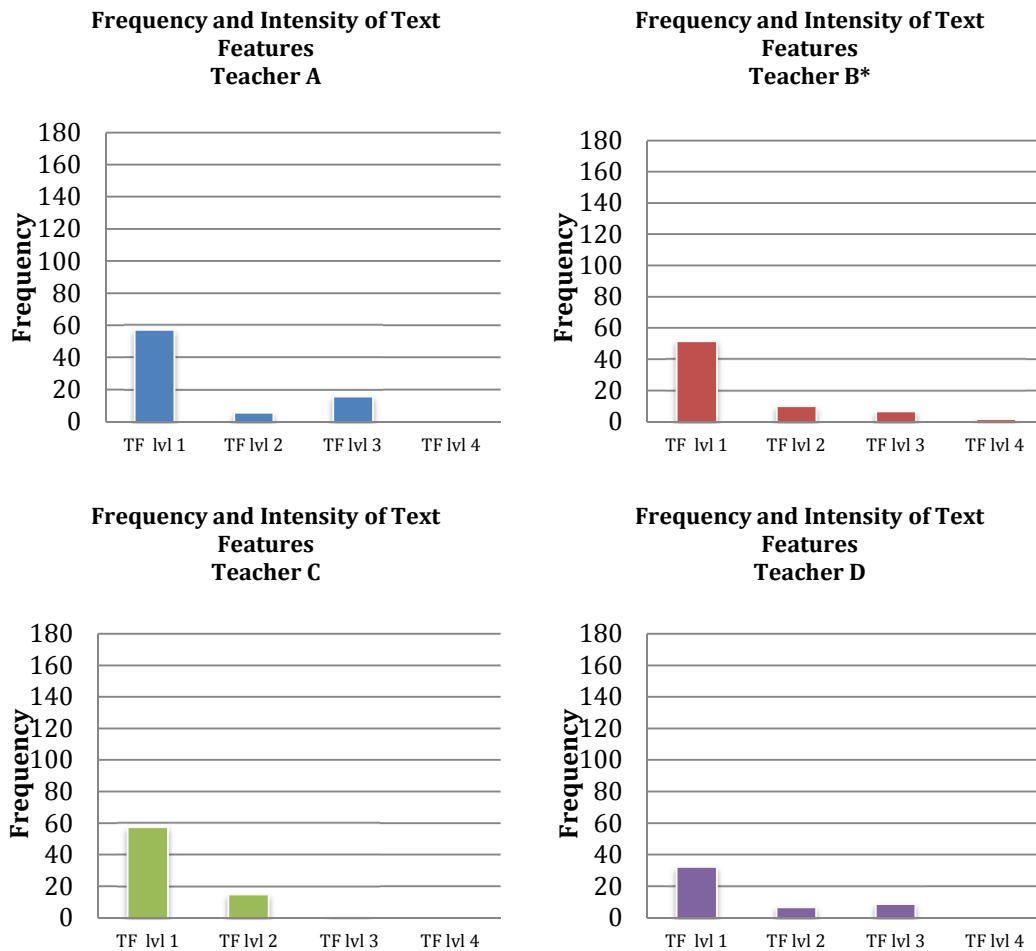 Frequency and Intensity of Text
Features
Teacher A
180
160
140
120
100
80
60
40
20
0
Frequency
TF lvl 1
TF lvl 2
TF lvl 3
TF lvl 4
Frequency and Intensity of Text
Features
Teacher B*
180
160
140
120
100
80
60
40
20
0
Frequency
TF lvl 1
TF lvl 2
TF lvl 3
TF lvl 4
Frequency and Intensity of Text
Features
Teacher C
180
160
140
120
100
80
60
40
20
0
Frequency
TF lvl 1
TF lvl 2
TF lvl 3
TF lvl 4
Frequency and Intensity of Text
Features
Teacher D
180
160
140
120
100
80
60
40
20
0
Frequency
TF lvl 1
TF lvl 2
TF lvl 3
TF lvl 4